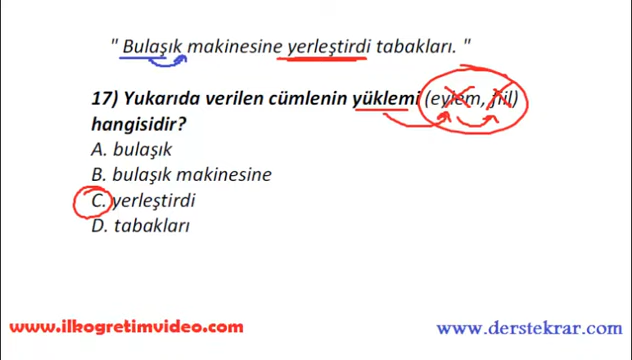 " Bulaşık makinesine yerleştirdi tabakları. "
17) Yukarıda verilen cümlenin yüklemi (eylem, fiil)
hangisidir?
A. bulaşık
B. bulaşık makinesine
C. yerleştirdi
D. tabakları
www.ilkogretimvideo.com
www.derstekrar.com